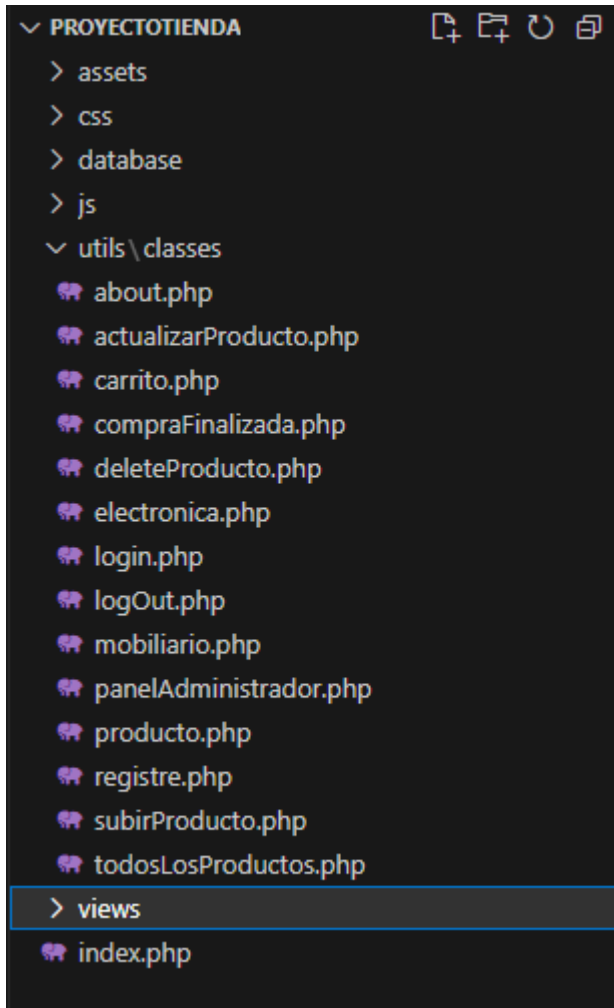 PROYECTOTIENDA
assets
css
database
js
utils\classes
about.php
actualizarProducto.php
carrito.php
compraFinalizada.php
deleteProducto.php
electronica.php
login.php
logOut.php
mobiliario.php
panelAdministrador.php
producto.php
registre.php
subirProducto.php
todosLosProductos.php
views
index.php